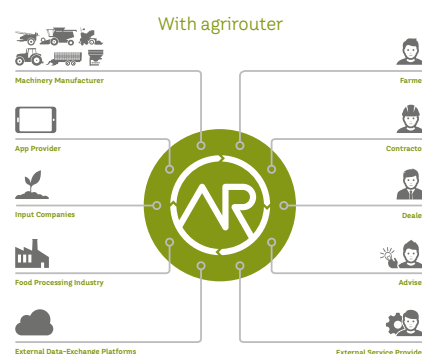 With agrirouter
Machinery Manufacturer
Farme
App Provider
Contracto
AR
Input Companies
Deale
Food Processing Industry
Advise
External Data-Exchange Platforms
External Service Provide